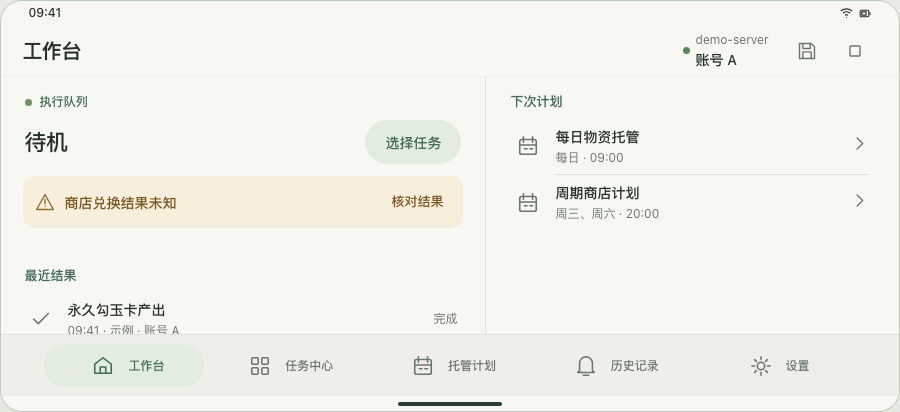 09:41
工作台
demo-server
账号 A
执行队列
待机
选择任务
商店兑换结果未知
核对结果
最近结果
永久勾玉卡产出
09:41 · 示例 · 账号 A
完成
下次计划
每日物资托管
每日 · 09:00
周期商店计划
周三、周六 · 20:00
工作台
任务中心
托管计划
历史记录
设置